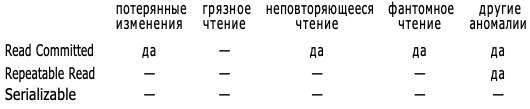 потерянные грязное неповторяющееся фантомное другие
изменения чтение чтение чтение аномалии
Read Committed да — да да да
Repeatable Read — — — — да
Serializable — — — — —